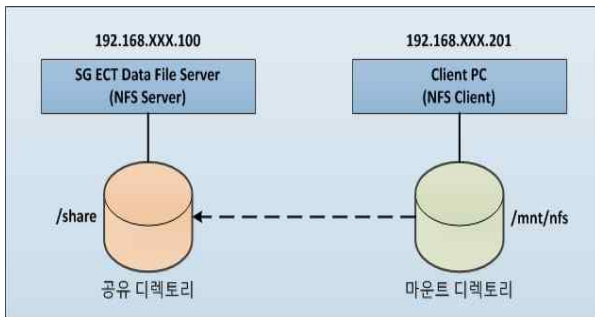 192.168.XXX.100
192.168.XXX.201
SG ECT Data File Server
(NFS Server)
Client PC
(NFS Client)
/share
/mnt/nfs
공유 디렉토리
마운트 디렉토리